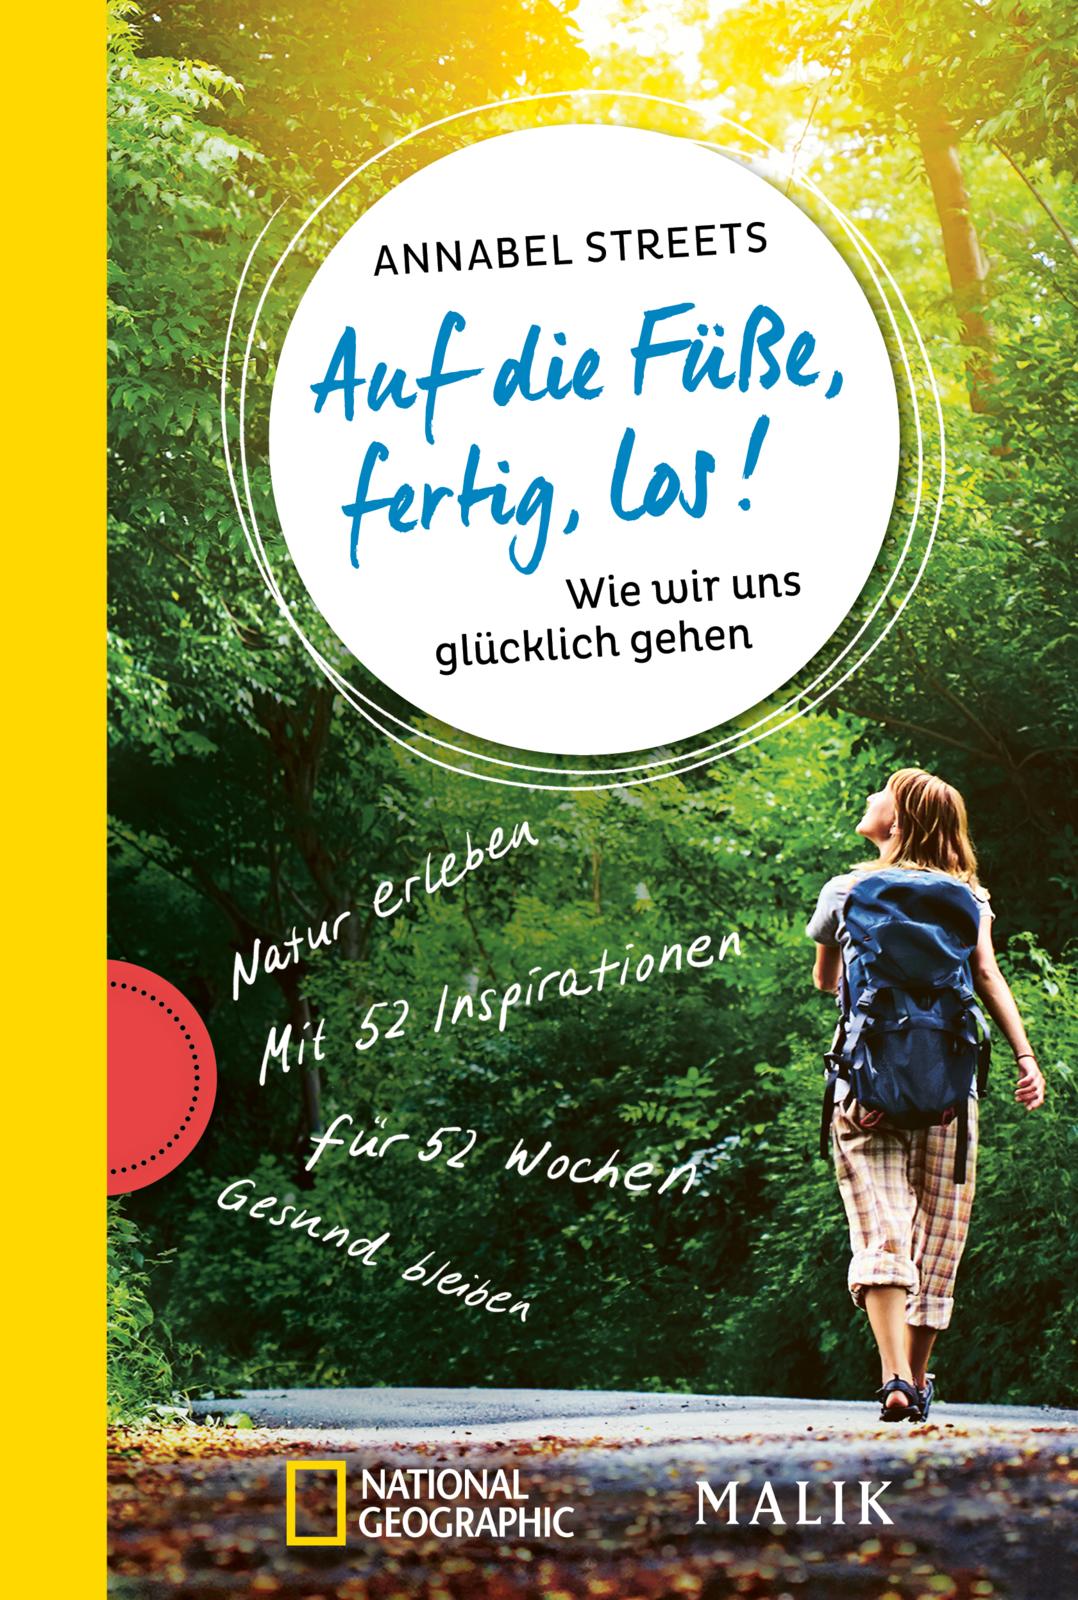 ANNABEL STREETS
Auf die Füße,
fertig, los!
Wie wir uns
glücklich gehen
Natur erleben
Mit 52 Inspirationen
für 52 Wochen
Gesund bleiben
NATIONAL
GEOGRAPHIC
MALIK